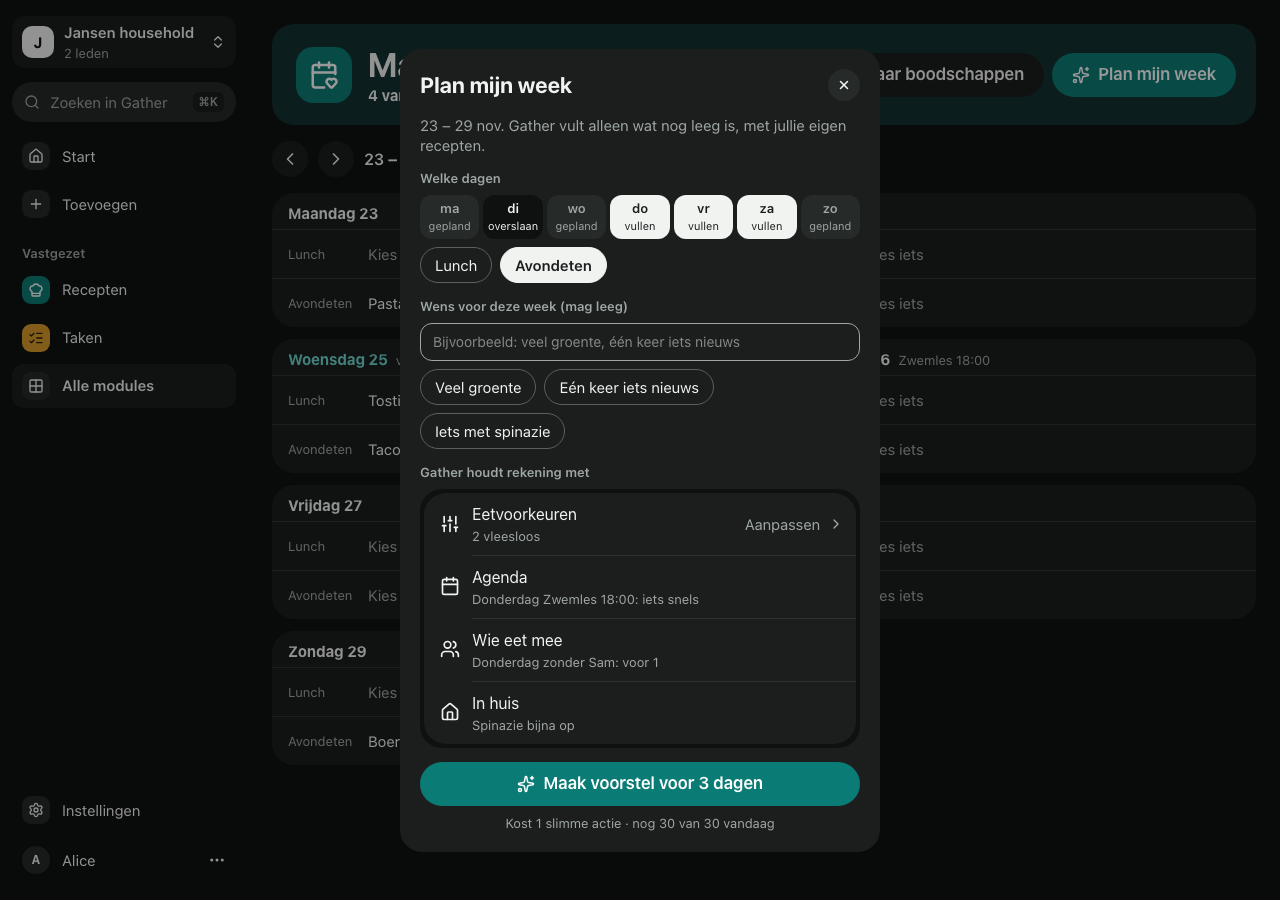 J
Jansen household
2 leden
Zoeken in Gather
⌘K
Start
Toevoegen
Vastgezet
Recepten
Taken
Alle modules
Instellingen
A
Alice
4 var
aar boodschappen
Plan mijn week
23 –
Maandag 23
Lunch
Kies
es iets
Avondeten
Pasta
es iets
Woensdag 25
6
Zwemles 18:00
Lunch
Tosti
es iets
Avondeten
Taco
es iets
Vrijdag 27
Lunch
Kies
es iets
Avondeten
Kies
es iets
Zondag 29
Lunch
Kies
Avondeten
Boer
Plan mijn week
23 – 29 nov. Gather vult alleen wat nog leeg is, met jullie eigen
recepten.
Welke dagen
ma di wo do vr za zo
gepland overslaan gepland vullen vullen vullen gepland
Lunch Avondeten
Wens voor deze week (mag leeg)
Bijvoorbeeld: veel groente, één keer iets nieuws
Veel groente Eén keer iets nieuws
Iets met spinazie
Gather houdt rekening met
Eetvoorkeuren
2 vleesloos
Aanpassen
Agenda
Donderdag Zwemles 18:00: iets snels
Wie eet mee
Donderdag zonder Sam: voor 1
In huis
Spinazie bijna op
Maak voorstel voor 3 dagen
Kost 1 slimme actie · nog 30 van 30 vandaag